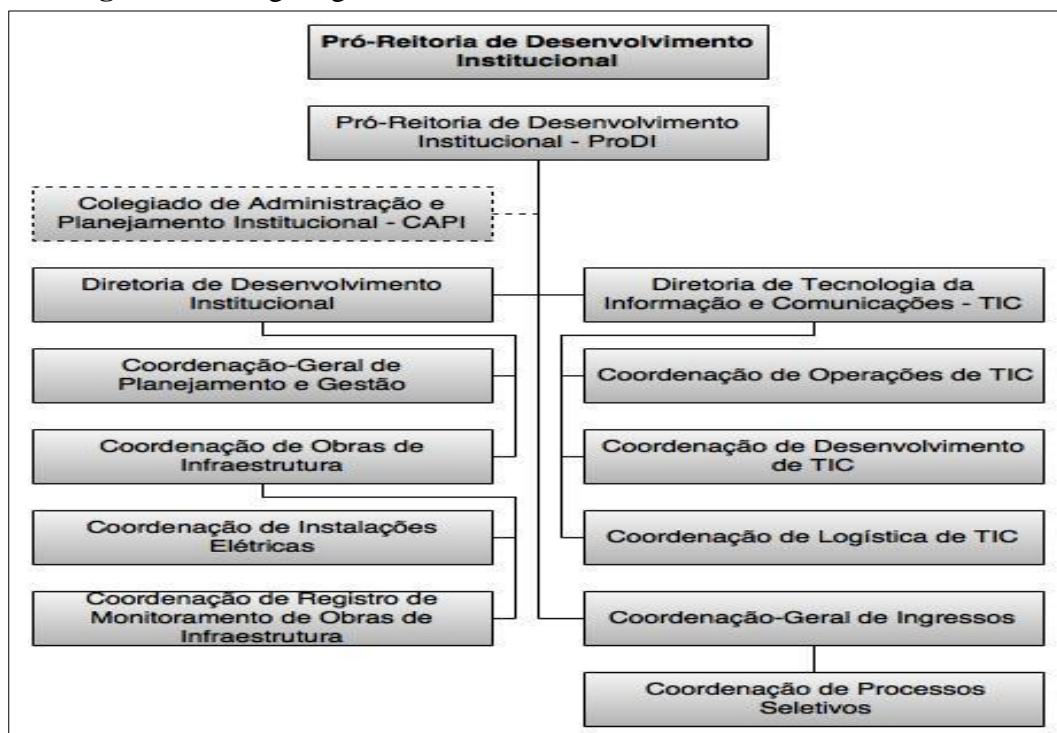 Pró-Reitoria de Desenvolvimento
Institucional
Pró-Reitoria de Desenvolvimento
Institucional - ProDI
Colegiado de Administração e
Planejamento Institucional - CAPI
Diretoria de Desenvolvimento
Institucional
Diretoria de Tecnologia da
Informação e Comunicações - TIC
Coordenação-Geral de
Planejamento e Gestão
Coordenação de Operações de TIC
Coordenação de Obras de
Infraestrutura
Coordenação de Desenvolvimento
de TIC
Coordenação de Instalações
Elétricas
Coordenação de Logística de TIC
Coordenação de Registro de
Monitoramento de Obras de
Infraestrutura
Coordenação-Geral de Ingressos
Coordenação de Processos
Seletivos